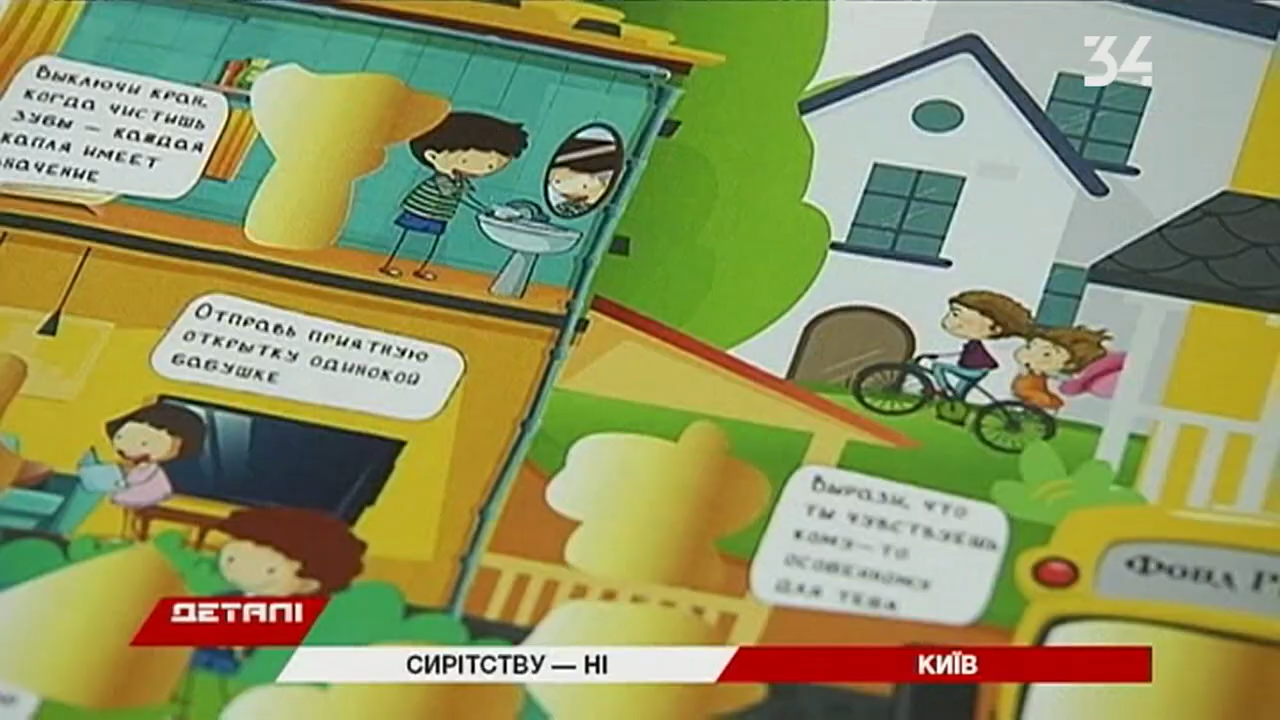 34
Выключи кран,
когда чистишь
зубы — каждая
капля имеет
значение
Отправь приятную
открытку одинокой
бабушке
Вырази, что
ты чувствуешь
кому-то
особенному
для тебя
Фонд Р
ДЕТАЛІ
СИРІТСТВУ — НІ
КИЇВ